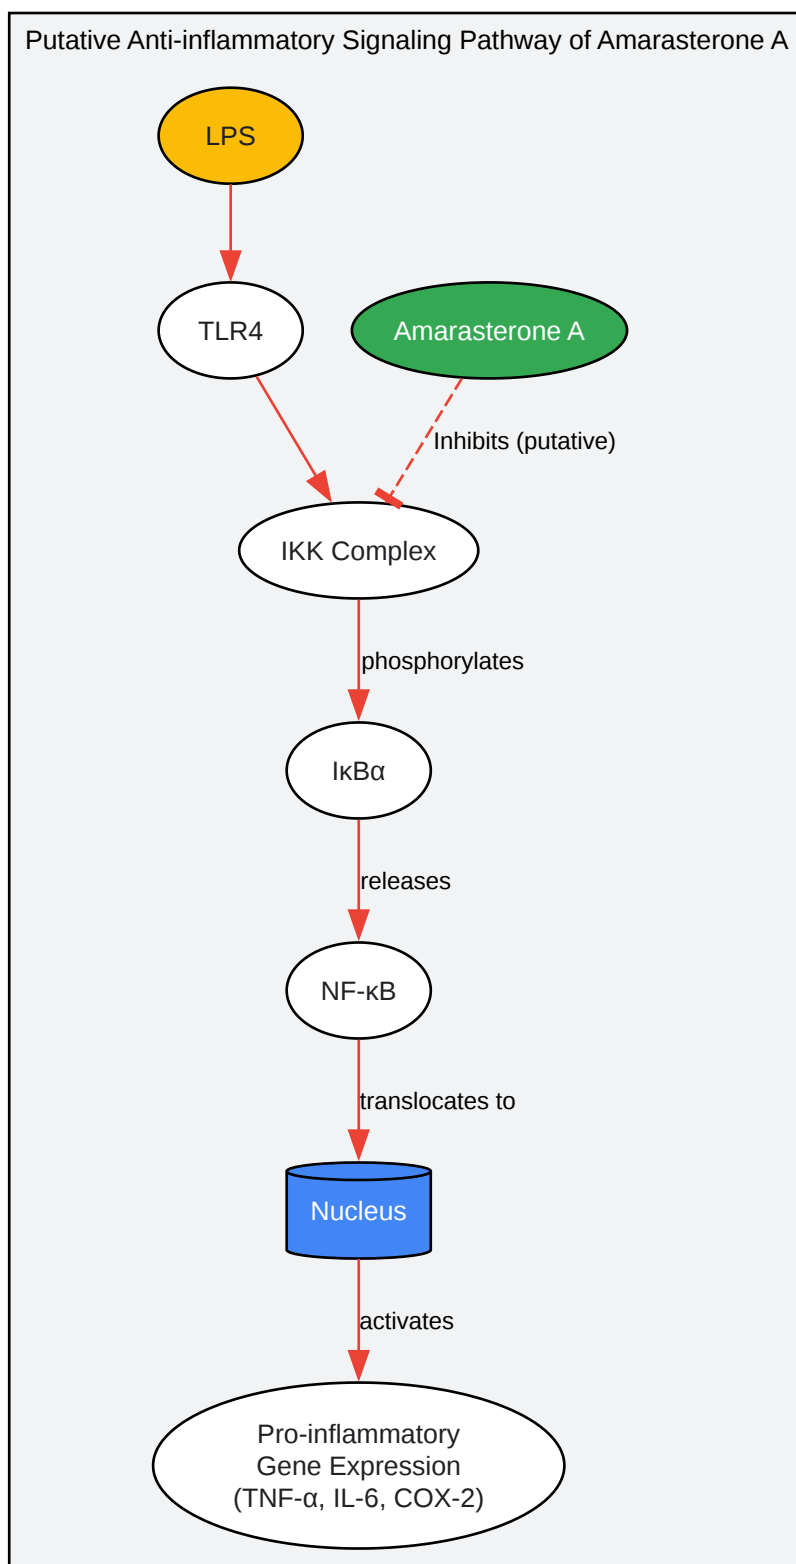 Putative Anti-inflammatory Signaling Pathway of Amarasterone A
LPS
TLR4
Amarasterone A
Inhibits (putative)
IKK Complex
phosphorylates
IκBα
releases
NF-κB
translocates to
Nucleus
activates
Pro-inflammatory
Gene Expression
(TNF-α, IL-6, COX-2)